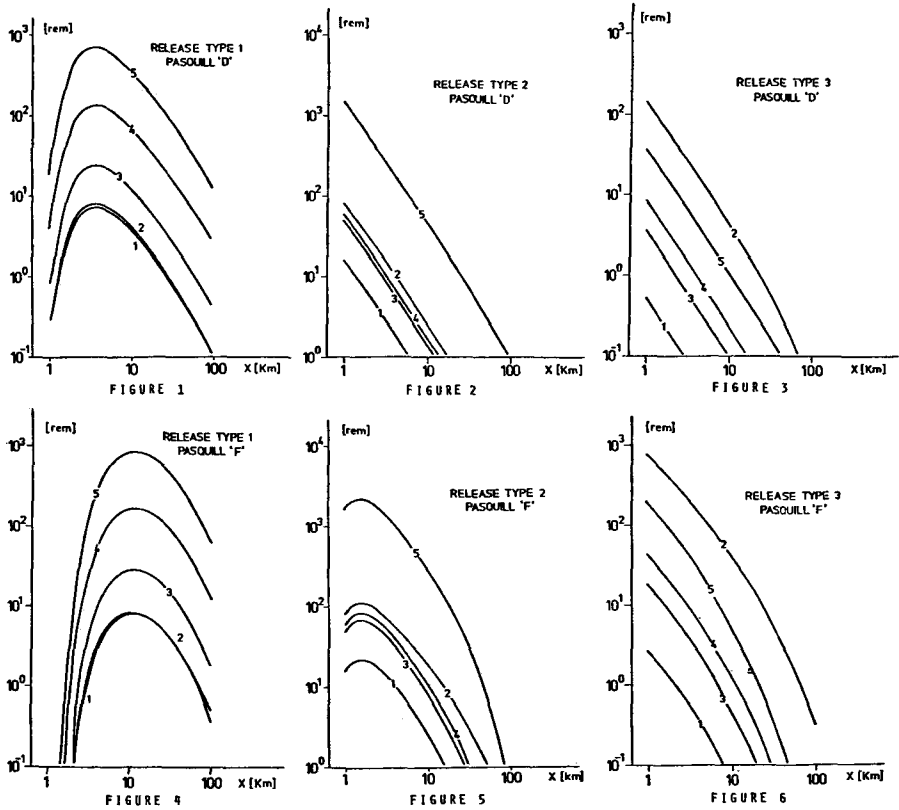 [rem]
RELEASE TYPE 1
PASQUILL 'D'
10³
10²
10¹
10⁰
10⁻¹
5
4
3
2
1
1
10
100
X [Km]
FIGURE 1
[rem]
RELEASE TYPE 2
PASQUILL 'D'
10⁴
10³
10²
10¹
10⁰
5
2
4
3
1
1
10
100
X [Km]
FIGURE 2
[rem]
RELEASE TYPE 3
PASQUILL 'D'
10³
10²
10¹
10⁰
10⁻¹
2
5
4
3
1
1
10
100
X [Km]
FIGURE 3
[rem]
RELEASE TYPE 1
PASQUILL 'F'
10³
10²
10¹
10⁰
10⁻¹
5
4
3
2
1
1
10
100
X [Km]
FIGURE 4
[rem]
RELEASE TYPE 2
PASQUILL 'F'
10⁴
10³
10²
10¹
10⁰
5
2
3
1
4
1
10
100
X [Km]
FIGURE 5
[rem]
RELEASE TYPE 3
PASQUILL 'F'
10³
10²
10¹
10⁰
10⁻¹
2
5
4
3
1
1
10
100
X [Km]
FIGURE 6